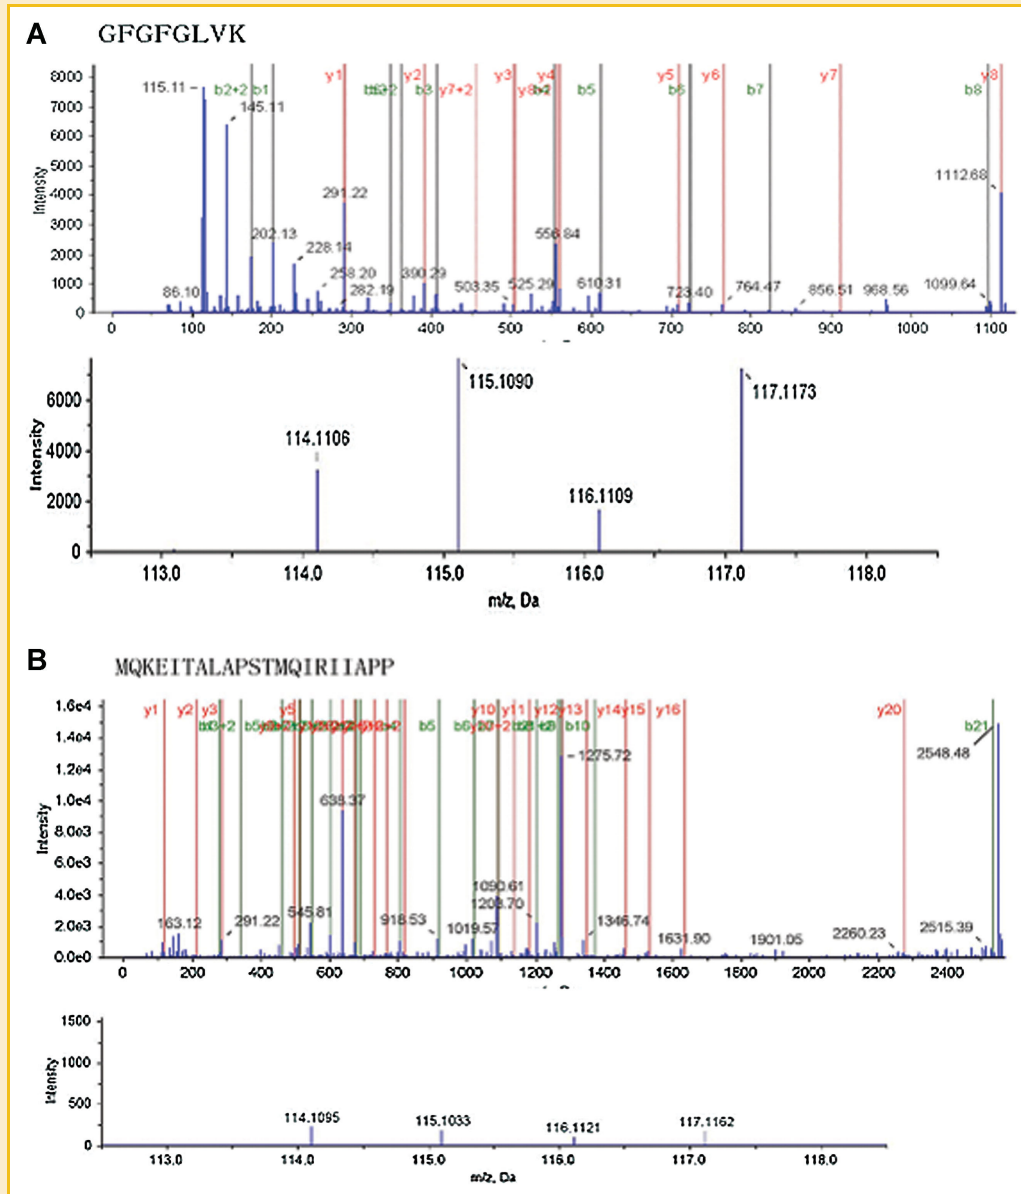 A
GFGFGLVK
y1 y2 y3 y4 y5 y6 y7 y8
b2+2 b1 b3 y7+2 b5 b6 b7 b8
115.11
145.11
202.13
228.14
258.20
282.19
291.22
86.10
390.29
503.35
525.29
556.84
610.31
723.40
764.47
856.51
968.56
1099.64
1112.68
Intensity
8000
7000
6000
5000
4000
3000
2000
1000
0
0 100 200 300 400 500 600 700 800 900 1000 1100
Intensity
6000
4000
2000
0
114.1106
115.1090
116.1109
117.1173
113.0 114.0 115.0 116.0 117.0 118.0
m/z, Da
B
MQKEITALAPSTMQIRIIAPP
y1 y2 y3 y5 y10 y11 y12 y13 y14 y15 y16 y20
b5 b10 b21
163.12
291.22
545.81
638.37
918.53
1019.57
1090.61
1203.70
1275.72
1346.74
1631.90
1901.05
2260.23
2515.39
2548.48
Intensity
1.6e4
1.4e4
1.2e4
1.0e4
8.0e3
6.0e3
4.0e3
2.0e3
0.0e0
0 200 400 600 800 1000 1200 1400 1600 1800 2000 2200 2400
Intensity
1500
1000
500
0
114.1095
115.1033
116.1121
117.1162
113.0 114.0 115.0 116.0 117.0 118.0
m/z, Da